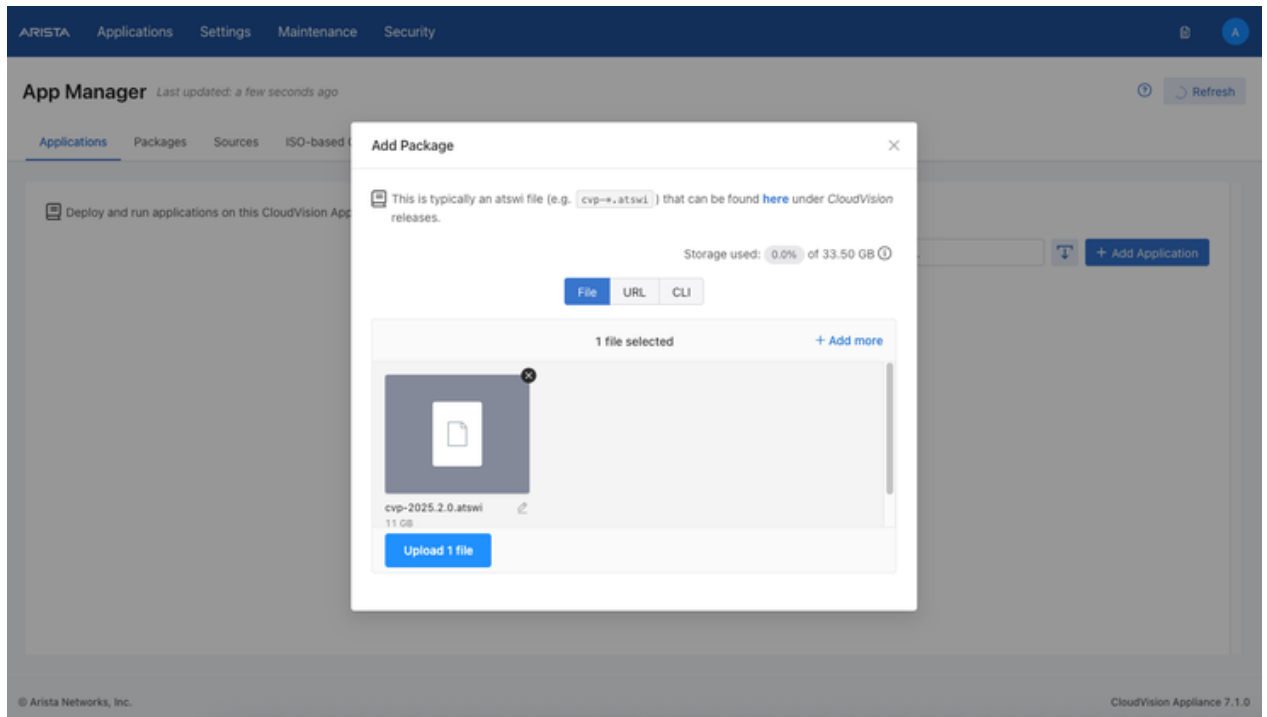 ARISTA Applications Settings Maintenance Security A
App Manager Last updated: a few seconds ago Refresh
Applications Packages Sources ISO-based
Deploy and run applications on this CloudVision App
+ Add Application
Add Package
This is typically an atswi file (e.g. cvp-*.atswi ) that can be found here under CloudVision
releases.
Storage used: 0.0% of 33.50 GB
File URL CLI
1 file selected + Add more
cvp-2025.2.0.atswi
11 GB
Upload 1 file
© Arista Networks, Inc. CloudVision Appliance 7.1.0